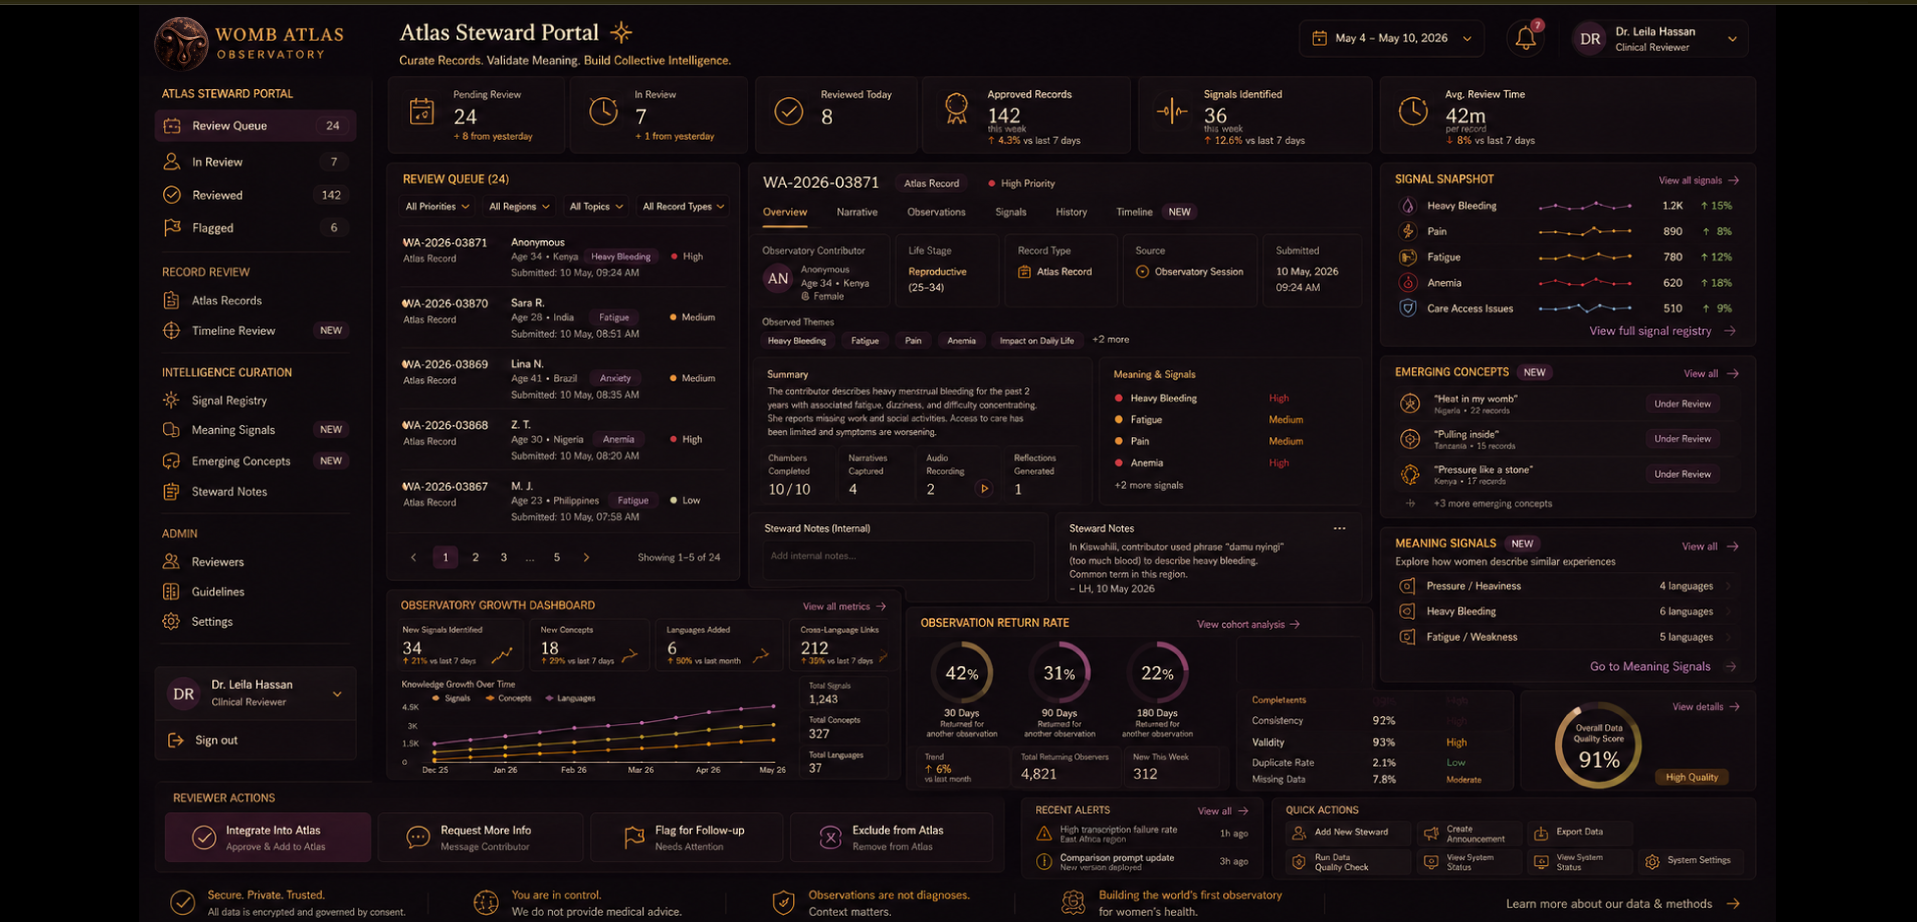 WOMB ATLAS
OBSERVATORY
Atlas Steward Portal
Curate Records. Validate Meaning. Build Collective Intelligence.
May 4 – May 10, 2026
7
DR
Dr. Leila Hassan
Clinical Reviewer
ATLAS STEWARD PORTAL
Review Queue 24
In Review 7
Reviewed 142
Flagged 6
RECORD REVIEW
Atlas Records
Timeline Review NEW
INTELLIGENCE CURATION
Signal Registry
Meaning Signals NEW
Emerging Concepts NEW
Steward Notes
ADMIN
Reviewers
Guidelines
Settings
DR
Dr. Leila Hassan
Clinical Reviewer
Sign out
Pending Review
24
+ 8 from yesterday
In Review
7
+ 1 from yesterday
Reviewed Today
8
Approved Records
142
this week
↑ 4.3% vs last 7 days
Signals Identified
36
this week
↑ 12.6% vs last 7 days
Avg. Review Time
42m
per record
↓ 8% vs last 7 days
REVIEW QUEUE (24)
All Priorities All Regions All Topics All Record Types
WA-2026-03871 Anonymous
Atlas Record Age 34 • Kenya Heavy Bleeding High
Submitted: 10 May, 09:24 AM
WA-2026-03870 Sara R.
Atlas Record Age 28 • India Fatigue Medium
Submitted: 10 May, 08:51 AM
WA-2026-03869 Lina N.
Atlas Record Age 41 • Brazil Anxiety Medium
Submitted: 10 May, 08:35 AM
WA-2026-03868 Z. T.
Atlas Record Age 30 • Nigeria Anemia High
Submitted: 10 May, 08:20 AM
WA-2026-03867 M. J.
Atlas Record Age 23 • Philippines Fatigue Low
Submitted: 10 May, 07:58 AM
< 1 2 3 ... 5 > Showing 1–5 of 24
WA-2026-03871 Atlas Record High Priority
Overview Narrative Observations Signals History Timeline NEW
Observatory Contributor
AN
Anonymous
Age 34 • Kenya
Female
Life Stage
Reproductive
(25–34)
Record Type
Atlas Record
Source
Observatory Session
Submitted
10 May, 2026
09:24 AM
Observed Themes
Heavy Bleeding Fatigue Pain Anemia Impact on Daily Life +2 more
Summary
The contributor describes heavy menstrual bleeding for the past 2
years with associated fatigue, dizziness, and difficulty concentrating.
She reports missing work and social activities. Access to care has
been limited and symptoms are worsening.
Chambers
Completed
10/10
Narratives
Captured
4
Audio
Recording
2
Reflections
Generated
1
Meaning & Signals
Heavy Bleeding High
Fatigue Medium
Pain Medium
Anemia High
+2 more signals
Steward Notes (Internal)
Add internal notes...
Steward Notes ...
In Kiswahili, contributor used phrase "damu nyingi"
(too much blood) to describe heavy bleeding.
Common term in this region.
– LH, 10 May 2026
SIGNAL SNAPSHOT View all signals →
Heavy Bleeding 1.2K ↑ 15%
Pain 890 ↑ 8%
Fatigue 780 ↑ 12%
Anemia 620 ↑ 18%
Care Access Issues 510 ↑ 9%
View full signal registry →
EMERGING CONCEPTS NEW View all →
"Heat in my womb"
Nigeria • 22 records
Under Review
"Pulling inside"
Tanzania • 15 records
Under Review
"Pressure like a stone"
Kenya • 17 records
Under Review
+3 more emerging concepts
MEANING SIGNALS NEW View all →
Explore how women describe similar experiences
Pressure / Heaviness 4 languages
Heavy Bleeding 6 languages
Fatigue / Weakness 5 languages
Go to Meaning Signals →
OBSERVATORY GROWTH DASHBOARD View all metrics →
New Signals Identified
34
↑ 21% vs last 7 days
New Concepts
18
↑ 29% vs last 7 days
Languages Added
6
↑ 50% vs last month
Cross-Language Links
212
↑ 35% vs last 7 days
Knowledge Growth Over Time
Signals Concepts Languages
4.5K
3K
1.5K
0
Dec 25 Jan 26 Feb 26 Mar 26 Apr 26 May 26
Total Signals
1,243
Total Concepts
327
Total Languages
37
OBSERVATION RETURN RATE View cohort analysis →
42%
30 Days
Returned for
another observation
31%
90 Days
Returned for
another observation
22%
180 Days
Returned for
another observation
Trend
↑ 6%
vs last month
Total Returning Observers
4,821
New This Week
312
Consistency 92% High
Validity 93% High
Duplicate Rate 2.1% Low
Missing Data 7.8% Moderate
View details →
Overall Data
Quality Score
91%
High Quality
REVIEWER ACTIONS
Integrate Into Atlas
Approve & Add to Atlas
Request More Info
Message Contributor
Flag for Follow-up
Needs Attention
Exclude from Atlas
Remove from Atlas
RECENT ALERTS View all →
High transcription failure rate
East Africa region
1h ago
Comparison prompt update
New version deployed
3h ago
QUICK ACTIONS
Add New Steward
Create
Announcement
Export Data
Run Data
Quality Check
View System
Status
View System
Status
System Settings
Secure. Private. Trusted.
All data is encrypted and governed by consent.
You are in control.
We do not provide medical advice.
Observations are not diagnoses.
Context matters.
Building the world's first observatory
for women's health.
Learn more about our data & methods →